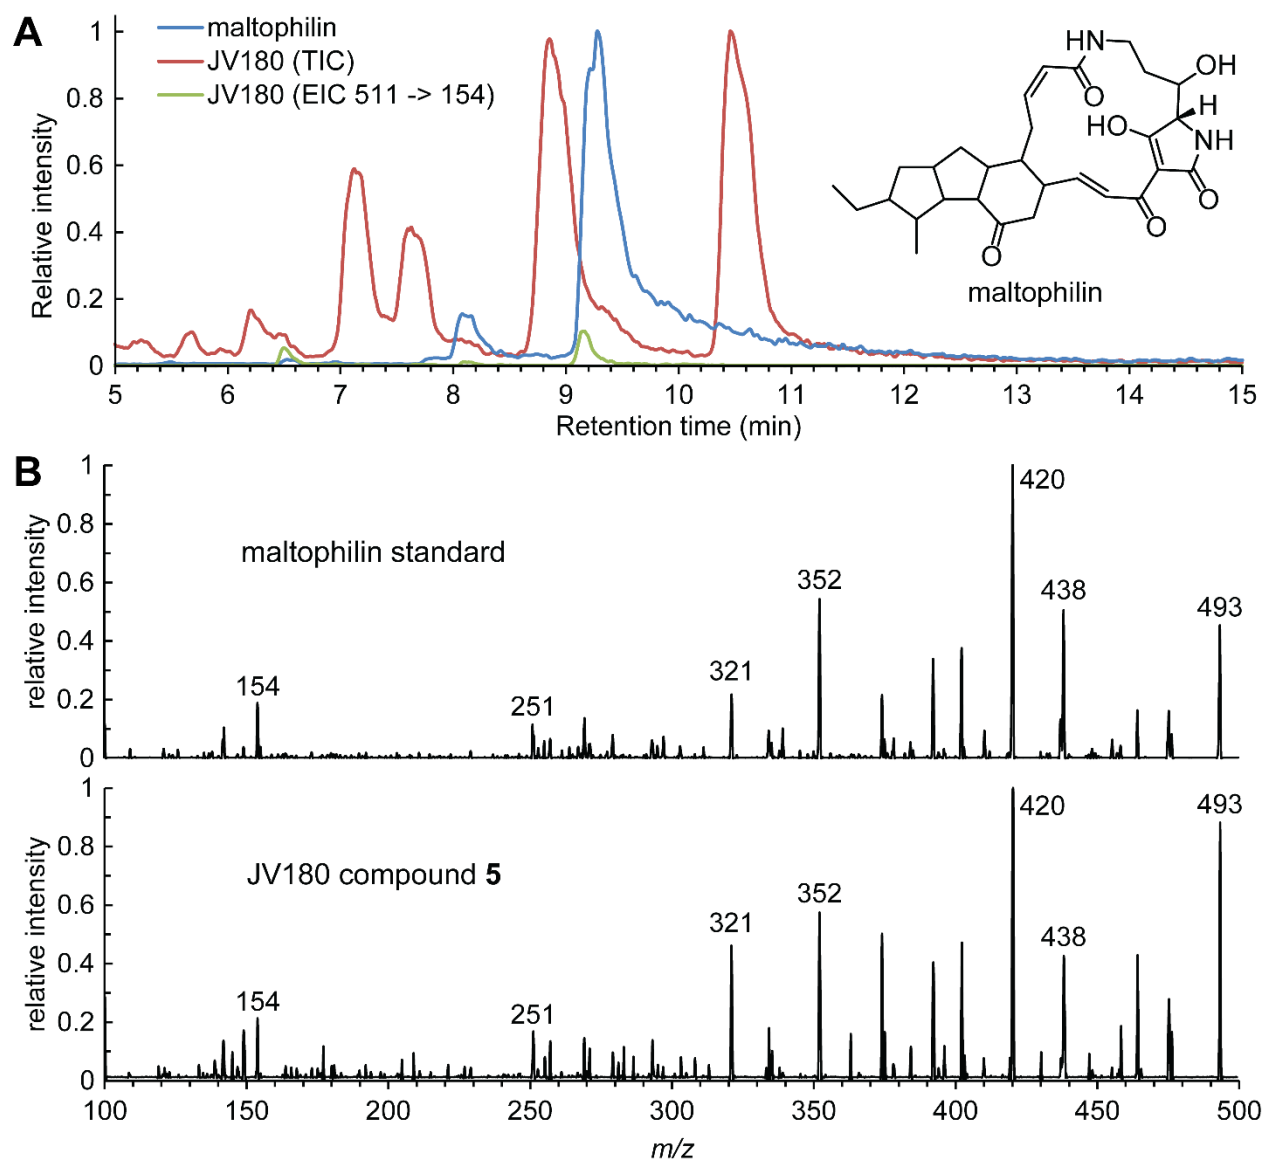 A
maltophilin
JV180 (TIC)
JV180 (EIC 511 -> 154)
Relative intensity
1
0.8
0.6
0.4
0.2
0
5 6 7 8 9 10 11 12 13 14 15
Retention time (min)
HN
O
OH
H
HO
NH
O
O
O
maltophilin
B
relative intensity
1
0.8
0.6
0.4
0.2
0
maltophilin standard
154
251
321
352
420
438
493
relative intensity
1
0.8
0.6
0.4
0.2
0
JV180 compound 5
154
251
321
352
420
438
493
100 150 200 250 300 350 400 450 500
m/z